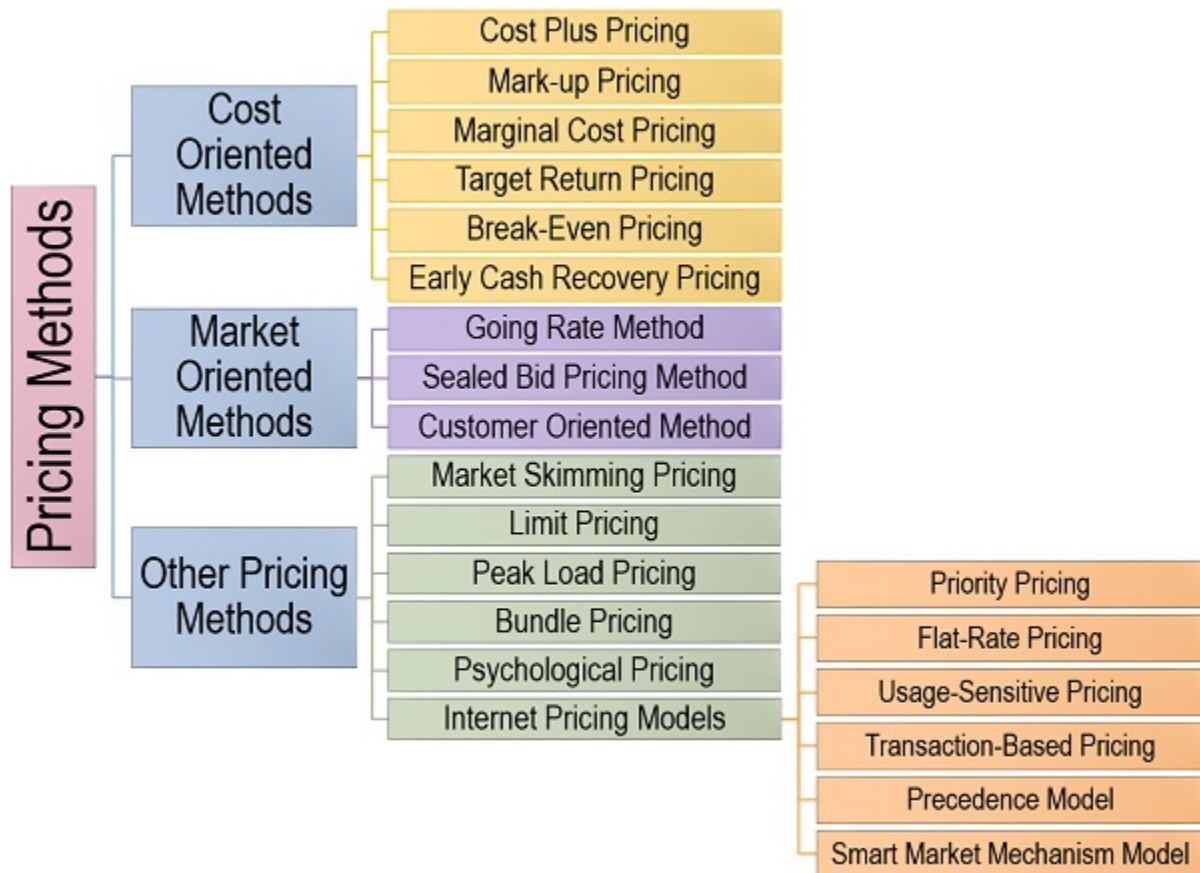 Pricing Methods
Cost
Oriented
Methods
Cost Plus Pricing
Mark-up Pricing
Marginal Cost Pricing
Target Return Pricing
Break-Even Pricing
Early Cash Recovery Pricing
Market
Oriented
Methods
Going Rate Method
Sealed Bid Pricing Method
Customer Oriented Method
Other Pricing
Methods
Market Skimming Pricing
Limit Pricing
Peak Load Pricing
Bundle Pricing
Psychological Pricing
Internet Pricing Models
Priority Pricing
Flat-Rate Pricing
Usage-Sensitive Pricing
Transaction-Based Pricing
Precedence Model
Smart Market Mechanism Model